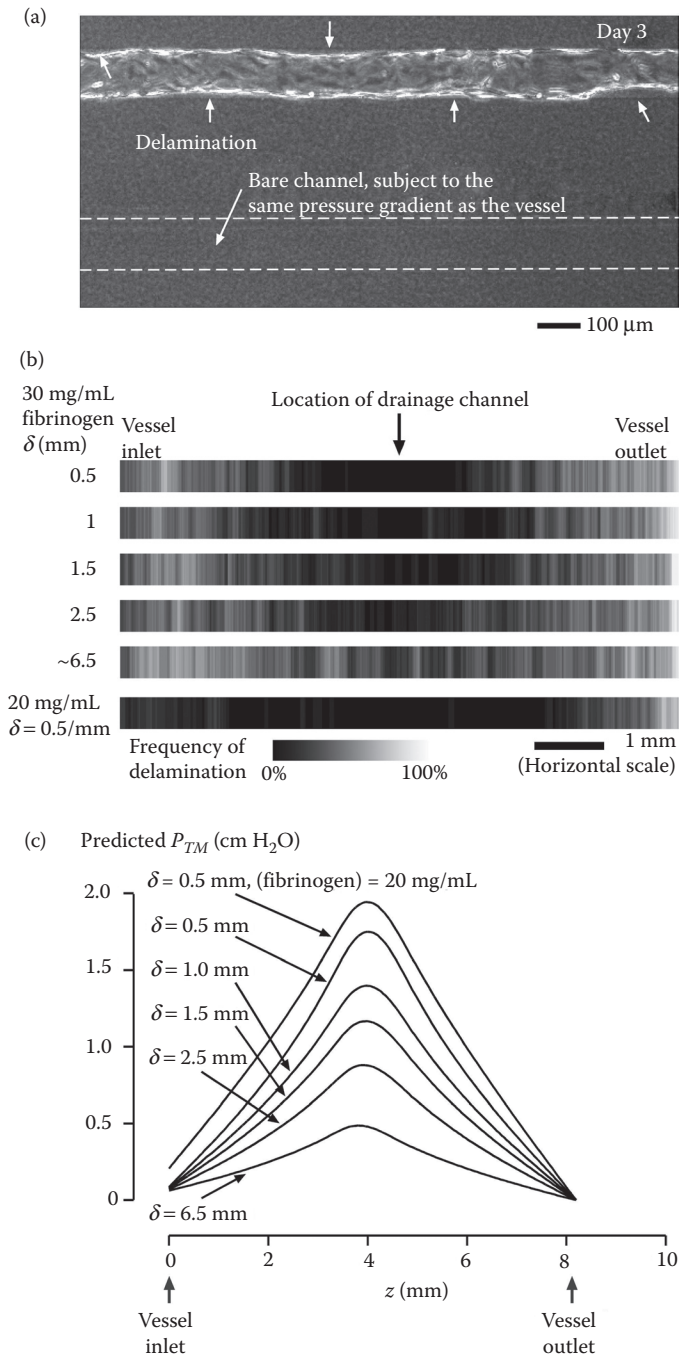 (a)
Day 3
Delamination
Bare channel, subject to the
same pressure gradient as the vessel
100 μm
(b)
30 mg/mL
fibrinogen
δ (mm)
Vessel
inlet
Location of drainage channel
Vessel
outlet
0.5
1
1.5
2.5
~6.5
20 mg/mL
δ = 0.5/mm
Frequency of
delamination
0%
100%
1 mm
(Horizontal scale)
(c)
Predicted P_TM (cm H₂O)
δ = 0.5 mm, (fibrinogen) = 20 mg/mL
δ = 0.5 mm
δ = 1.0 mm
δ = 1.5 mm
δ = 2.5 mm
δ = 6.5 mm
2.0
1.5
1.0
0.5
0
0
2
4
6
8
10
z (mm)
Vessel
inlet
Vessel
outlet